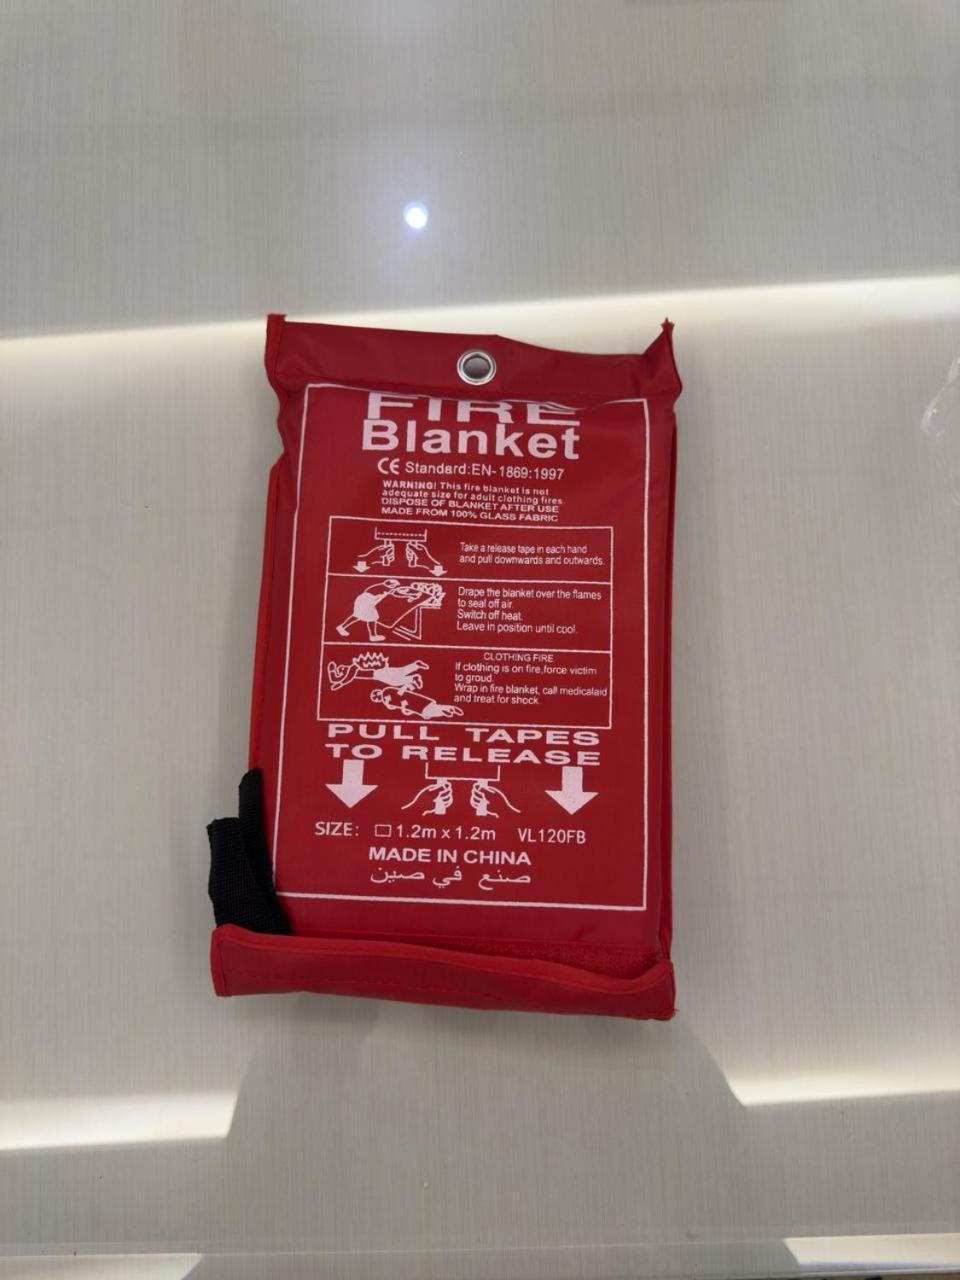 FIRE
Blanket
CE Standard:EN-1869:1997
WARNING! This fire blanket is not
adequate size for adult clothing fires
DISPOSE OF BLANKET AFTER USE
MADE FROM 100% GLASS FABRIC
Take a release tape in each hand
and pull downwards and outwards.
Drape the blanket over the flames
to seal off air.
Switch off heat.
Leave in position until cool.
CLOTHING FIRE
If clothing is on fire,force victim
to groud.
Wrap in fire blanket, call medicalaid
and treat for shock.
PULL TAPES
TO RELEASE
SIZE: 1.2m x 1.2m VL120FB
MADE IN CHINA
صنع في صين